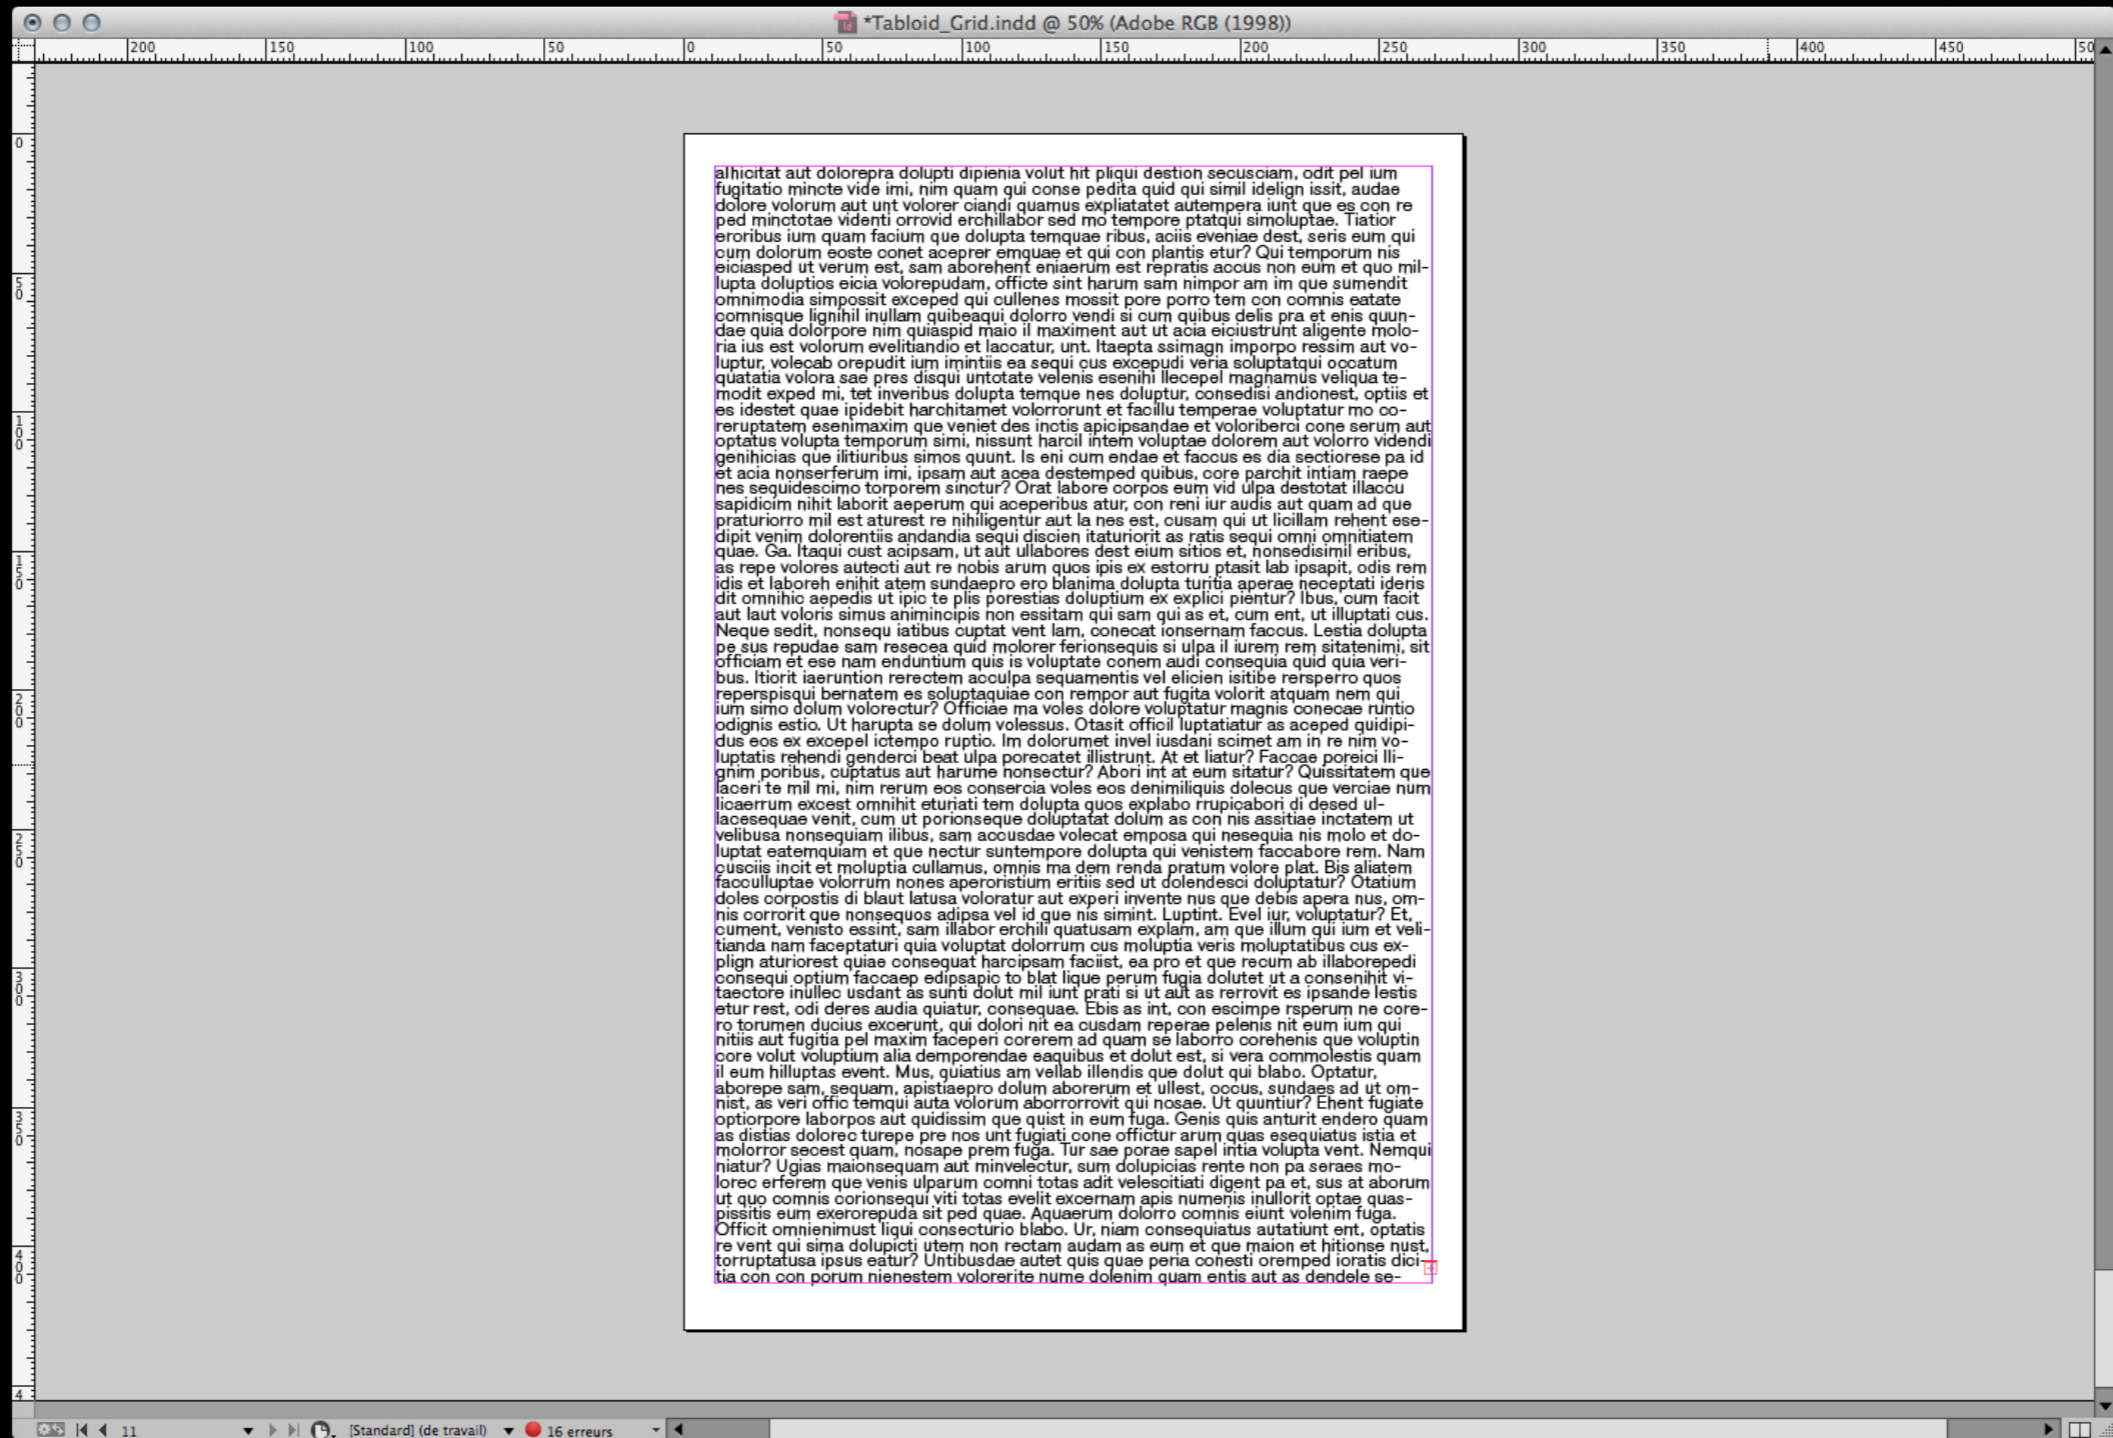 *Tabloid_Grid.indd @ 50% (Adobe RGB (1998))
200 150 100 50 0 50 100 150 200 250 300 350 400 450 50
0
50
100
150
200
250
300
350
400
4
alhicitat aut dolorepra dolupti dipienia volut hit pliqui destion secusciam, odit pel ium
fugitatio mincte vide imi, nim quam qui conse pedita quid qui simil idelign issit, audae
dolore volorum aut unt volorer ciandi quamus expliatatet autempera iunt que es con re
ped minctotae videnti orrovid erchillabor sed mo tempore ptatqui simoluptae. Tiatior
eroribus ium quam facium que dolupta temquae ribus, aciis eveniae dest, seris eum qui
cum dolorum eoste conet aceprer emquae et qui con plantis etur? Qui temporum nis
eiciasped ut verum est, sam aborehent eniaerum est repratis accus non eum et quo mil-
lupta doluptios eicia volorepudam, officte sint harum sam nimpor am im que sumendit
omnimodia simpossit exceped qui cullenes mossit pore porro tem con comnis eatate
comnisque lignihil inullam quibeaqui dolorro vendi si cum quibus delis pra et enis quun-
dae quia dolorpore nim quiaspid maio il maximent aut ut acia eiciustrunt aligente molo-
ria ius est volorum evelitiandio et laccatur, unt. Itaepta ssimagn imporpo ressim aut vo-
luptur, volecab orepudit ium imintiis ea sequi cus excepudi veria soluptatqui occatum
quatatia volora sae pres disqui untotate velenis esenihi llecepel magnamus veliqua te-
modit exped mi, tet inveribus dolupta temque nes doluptur, consedisi andionest, optiis et
es idestet quae ipidebit harchitamet volorrorunt et facillu temperae voluptatur mo co-
reruptatem esenimaxim que veniet des inctis apicipsandae et voloriberci cone serum aut
optatus volupta temporum simi, nissunt harcil intem voluptae dolorem aut volorro videndi
genihicias que ilitiuribus simos quunt. Is eni cum endae et faccus es dia sectiorese pa id
et acia nonserferum imi, ipsam aut acea destemped quibus, core parchit intiam raepe
nes sequidescimo torporem sinctur? Orat labore corpos eum vid ulpa destotat illaccu
sapidicim nihit laborit aeperum qui aceperibus atur, con reni iur audis aut quam ad que
praturiorro mil est aturest re nihiligentur aut la nes est, cusam qui ut licillam rehent ese-
dipit venim dolorentiis andandia sequi discien itaturiorit as ratis sequi omni omnitiatem
quae. Ga. Itaqui cust acipsam, ut aut ullabores dest eium sitios et, nonsedisimil eribus,
as repe volores autecti aut re nobis arum quos ipis ex estorru ptasit lab ipsapit, odis rem
idis et laboreh enihit atem sundaepro ero blanima dolupta turitia aperae neceptati ideris
dit omnihic aepedis ut ipic te plis porestias doluptium ex explici pientur? Ibus, cum facit
aut laut voloris simus animincipis non essitam qui sam qui as et, cum ent, ut illuptati cus.
Neque sedit, nonsequ iatibus cuptat vent lam, conecat ionsernam faccus. Lestia dolupta
pe sus repudae sam resecea quid molorer ferionsequis si ulpa il iurem rem sitatenimi, sit
officiam et ese nam enduntium quis is voluptate conem audi consequia quid quia veri-
bus. Itiorit iaeruntion rerectem acculpa sequamentis vel elicien isitibe rersperro quos
reperspisqui bernatem es soluptaquiae con rempor aut fugita volorit atquam nem qui
ium simo dolum volorectur? Officiae ma voles dolore voluptatur magnis conecae runtio
odignis estio. Ut harupta se dolum volessus. Otasit officil luptatiatur as aceped quidipi-
dus eos ex excepel ictempo ruptio. Im dolorumet invel iusdani scimet am in re nim vo-
luptatis rehendi genderci beat ulpa porecatet illistrunt. At et liatur? Faccae poreici lli-
gnim poribus, cuptatus aut harume nonsectur? Abori int at eum sitatur? Quissitatem que
laceri te mil mi, nim rerum eos consercia voles eos denimiliquis dolecus que verciae num
licaerrum excest omnihit eturiati tem dolupta quos explabo rrupicabori di desed ul-
lacesequae venit, cum ut porionseque doluptatat dolum as con nis assitiae inctatem ut
velibusa nonsequiam ilibus, sam accusdae volecat emposa qui nesequia nis molo et do-
luptat eatemquiam et que nectur suntempore dolupta qui venistem faccabore rem. Nam
cusciis incit et moluptia cullamus, omnis ma dem renda pratum volore plat. Bis aliatem
facculluptae volorrum nones aperoristium eritiis sed ut dolendesci doluptatur? Otatium
doles corpostis di blaut latusa voloratur aut experi invente nus que debis apera nus, om-
nis corrorit que nonsequos adipsa vel id que nis simint. Luptint. Evel iur, voluptatur? Et,
cument, venisto essint, sam illabor erchili quatusam explam, am que illum qui ium et veli-
tianda nam faceptaturi quia voluptat dolorrum cus moluptia veris moluptatibus cus ex-
plign aturiorest quiae consequat harcipsam faciist, ea pro et que recum ab illaborepedi
consequi optium faccaep edipsapic to blat lique perum fugia dolutet ut a consenihit vi-
taectore inullec usdant as sunti dolut mil iunt prati si ut aut as rerrovit es ipsande lestis
etur rest, odi deres audia quiatur, consequae. Ebis as int, con escimpe rsperum ne core-
ro torumen ducius excerunt, qui dolori nit ea cusdam reperae pelenis nit eum ium qui
nitiis aut fugitia pel maxim faceperi corerem ad quam se laborro corehenis que voluptin
core volut voluptium alia demporendae eaquibus et dolut est, si vera commolestis quam
il eum hilluptas event. Mus, quiatius am vellab illendis que dolut qui blabo. Optatur,
aborepe sam, sequam, apistiaepro dolum aborerum et ullest, occus, sundaes ad ut om-
nist, as veri offic temqui auta volorum aborrorrovit qui nosae. Ut quuntiur? Ehent fugiate
optiorpore laborpos aut quidissim que quist in eum fuga. Genis quis anturit endero quam
as distias dolorec turepe pre nos unt fugiati cone offictur arum quas esequiatus istia et
molorror secest quam, nosape prem fuga. Tur sae porae sapel intia volupta vent. Nemqui
niatur? Ugias maionsequam aut minvelectur, sum dolupicias rente non pa seraes mo-
lorec erferem que venis ulparum comni totas adit velescitiati digent pa et, sus at aborum
ut quo comnis corionsequi viti totas evelit excernam apis numenis inullorit optae quas-
pissitis eum exerorepuda sit ped quae. Aquaerum dolorro comnis eiunt volenim fuga.
Officit omnienimust liqui consecturio blabo. Ur, niam consequiatus autatiunt ent, optatis
re vent qui sima dolupicti utem non rectam audam as eum et que maion et hitionse nust,
torruptatusa ipsus eatur? Untibusdae autet quis quae peria conesti oremped ioratis dici-
tia con con porum nienestem volorerite nume dolenim quam entis aut as dendele se-
11 [Standard] (de travail) 16 erreurs